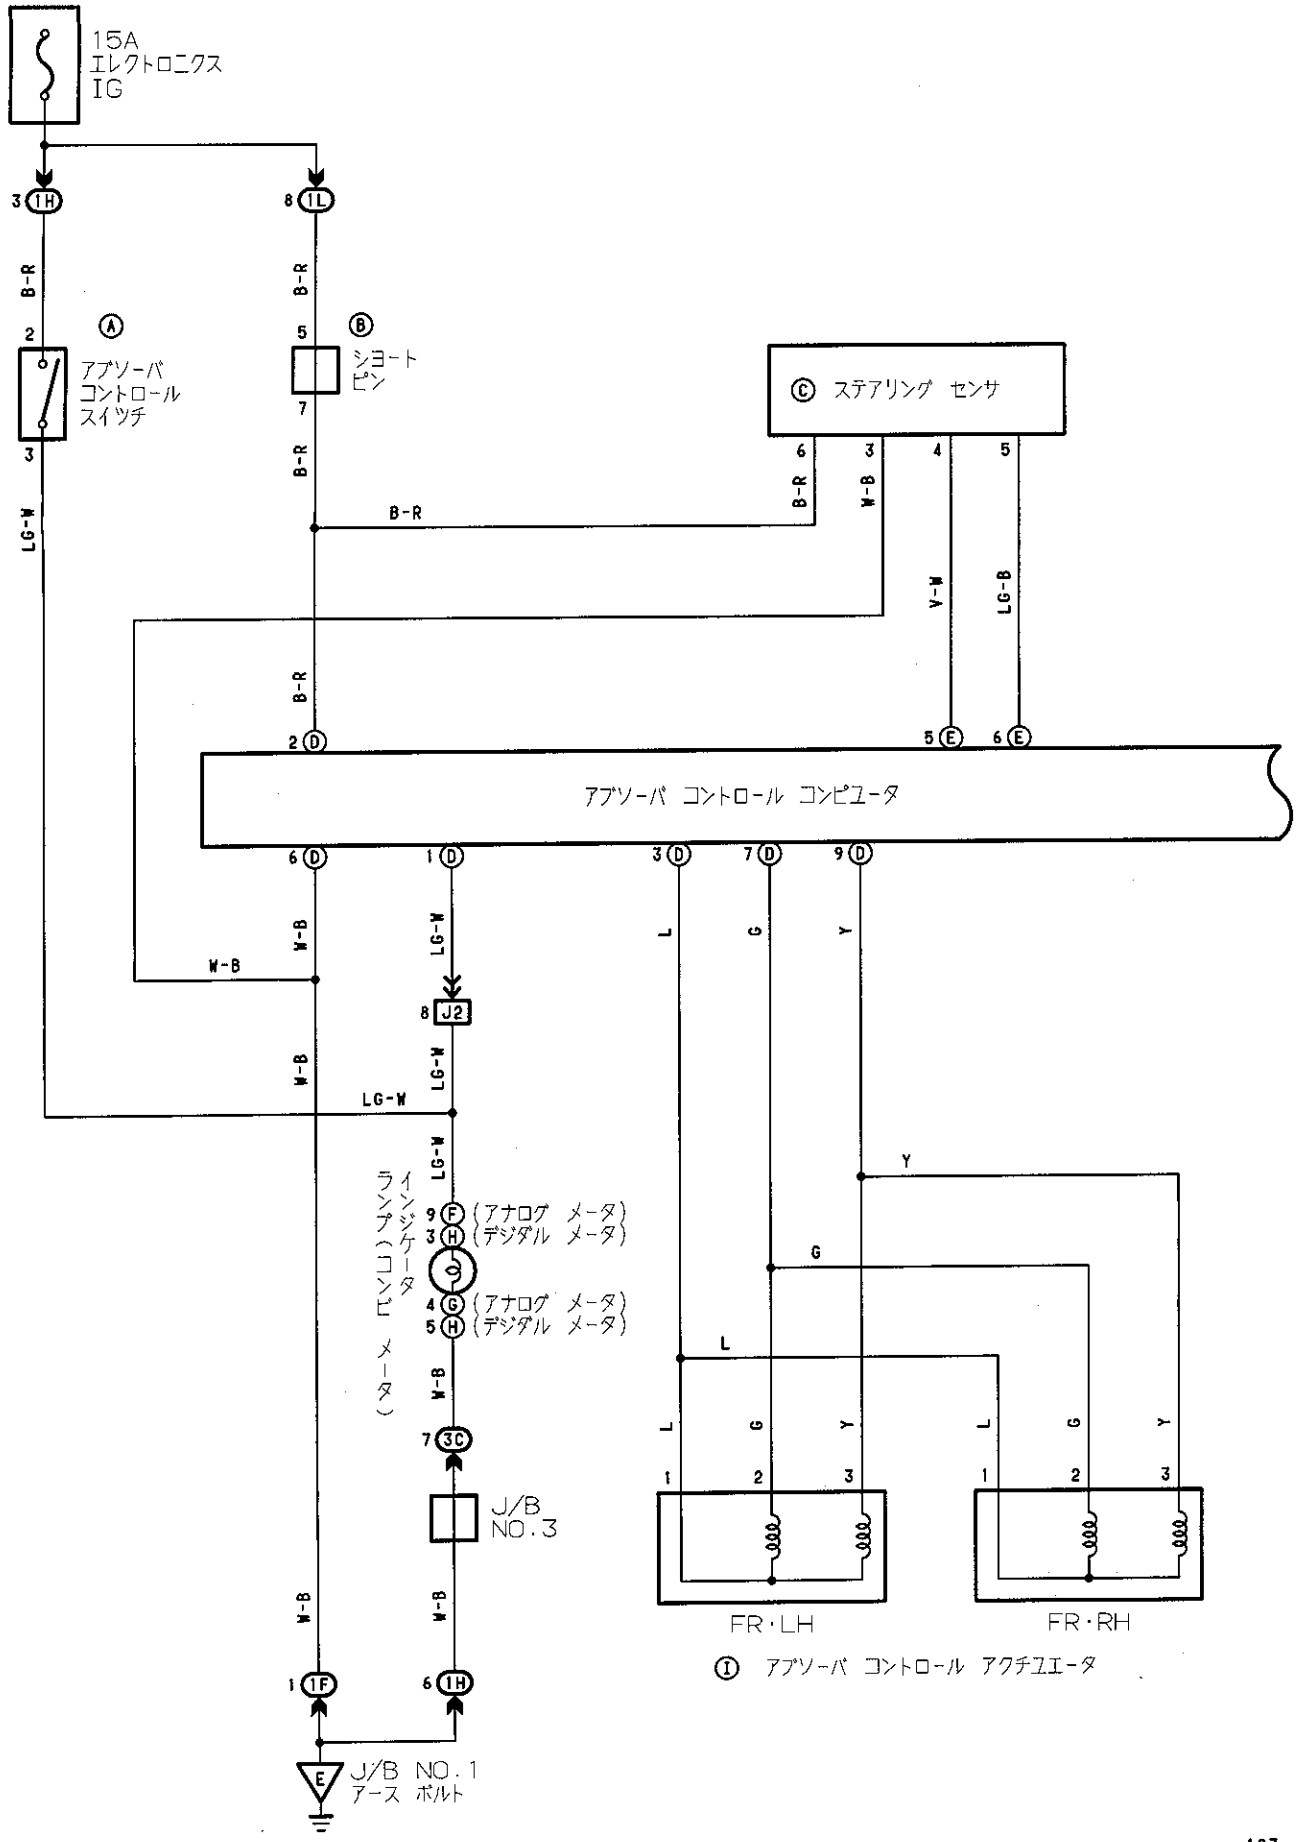 15A
エレクトロニクス
IG
3 1H
8 1L
B-R
B-R
2
A
アブソーバ
コントロール
スイツチ
3
5
B
シヨート
ピン
7
C ステアリング センサ
6 3 4 5
B-R
B-R
W-B
LG-W
B-R
V-W
LG-B
B-R
2 D
5 E
6 E
アブソーバ コントロール コンピユータ
6 D
1 D
3 D
7 D
9 D
W-B
LG-W
L
G
Y
W-B
8 J2
W-B
LG-W
LG-W
LG-W
Y
インジケータ
ランプ(コンビ メータ)
9 F (アナログ メータ)
3 H (デジタル メータ)
G
4 G (アナログ メータ)
5 H (デジタル メータ)
L
W-B
L
G
Y
L
G
Y
7 3C
1 2 3
1 2 3
J/B
NO.3
W-B
W-B
FR・LH
FR・RH
I アブソーバ コントロール アクチユエータ
1 1F
6 1H
E
J/B NO.1
アース ボルト